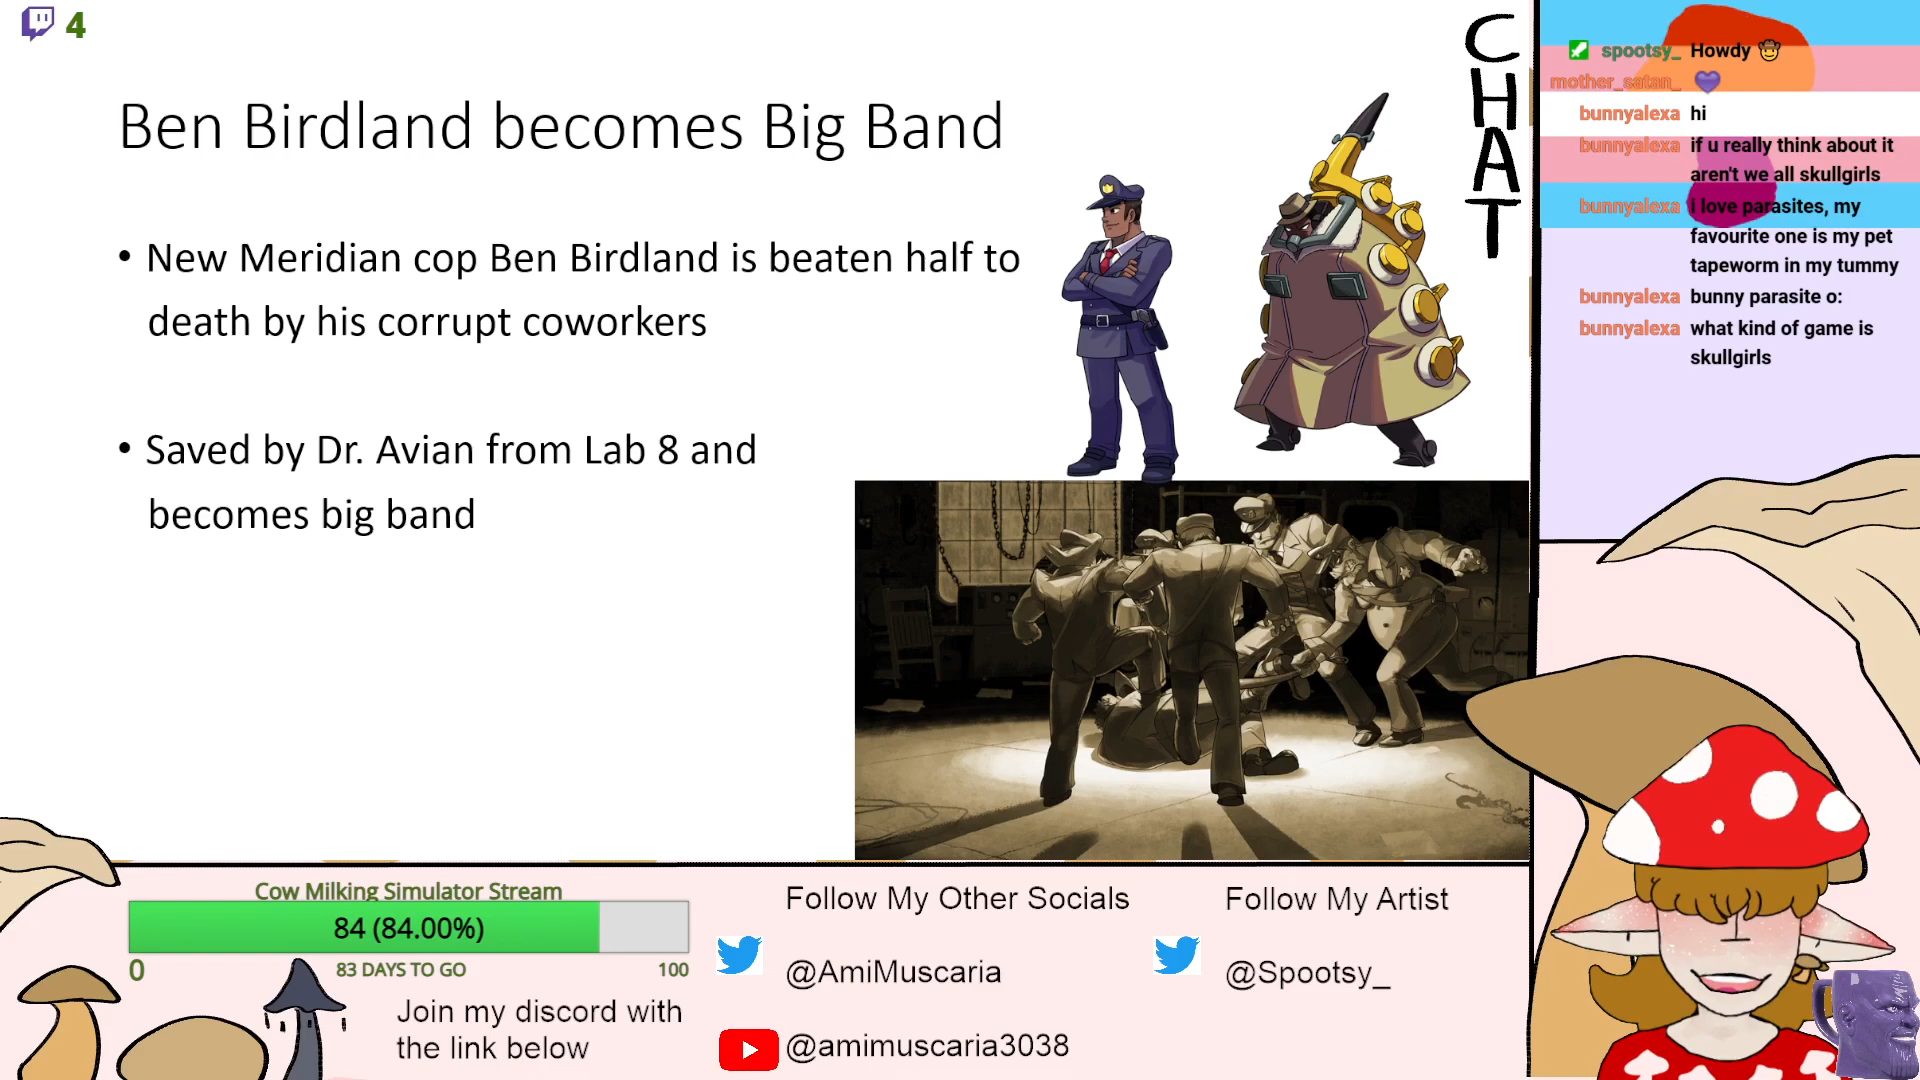 4
Ben Birdland becomes Big Band
• New Meridian cop Ben Birdland is beaten half to
death by his corrupt coworkers
• Saved by Dr. Avian from Lab 8 and
becomes big band
CHAT
spootsy_ Howdy 🤠
mother_satan_ 💜
bunnyalexa hi
bunnyalexa if u really think about it
aren't we all skullgirls
bunnyalexa i love parasites, my
favourite one is my pet
tapeworm in my tummy
bunnyalexa bunny parasite o:
bunnyalexa what kind of game is
skullgirls
Cow Milking Simulator Stream
84 (84.00%)
0 83 DAYS TO GO 100
Join my discord with
the link below
Follow My Other Socials
@AmiMuscaria
@amimuscaria3038
Follow My Artist
@Spootsy_